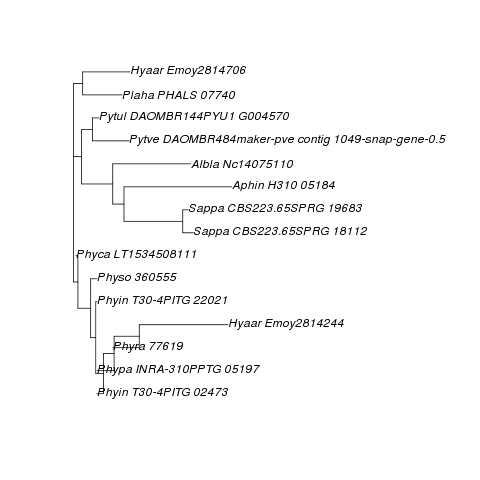 Hyaar Emoy2814706
Plaha PHALS 07740
Pytul DAOMBR144PYU1 G004570
Pytve DAOMBR484maker-pve contig 1049-snap-gene-0.5
Albla Nc14075110
Aphin H310 05184
Sappa CBS223.65SPRG 19683
Sappa CBS223.65SPRG 18112
Phyca LT1534508111
Physo 360555
Phyin T30-4PITG 22021
Hyaar Emoy2814244
Phyra 77619
Phypa INRA-310PPTG 05197
Phyin T30-4PITG 02473